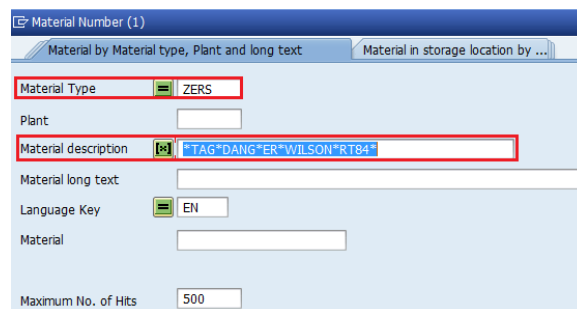 Material Number (1)
Material by Material type, Plant and long text Material in storage location by ...
Material Type = ZERS
Plant
Material description [*] *TAG*DANG*ER*WILSON*RT84*
Material long text
Language Key = EN
Material
Maximum No. of Hits 500